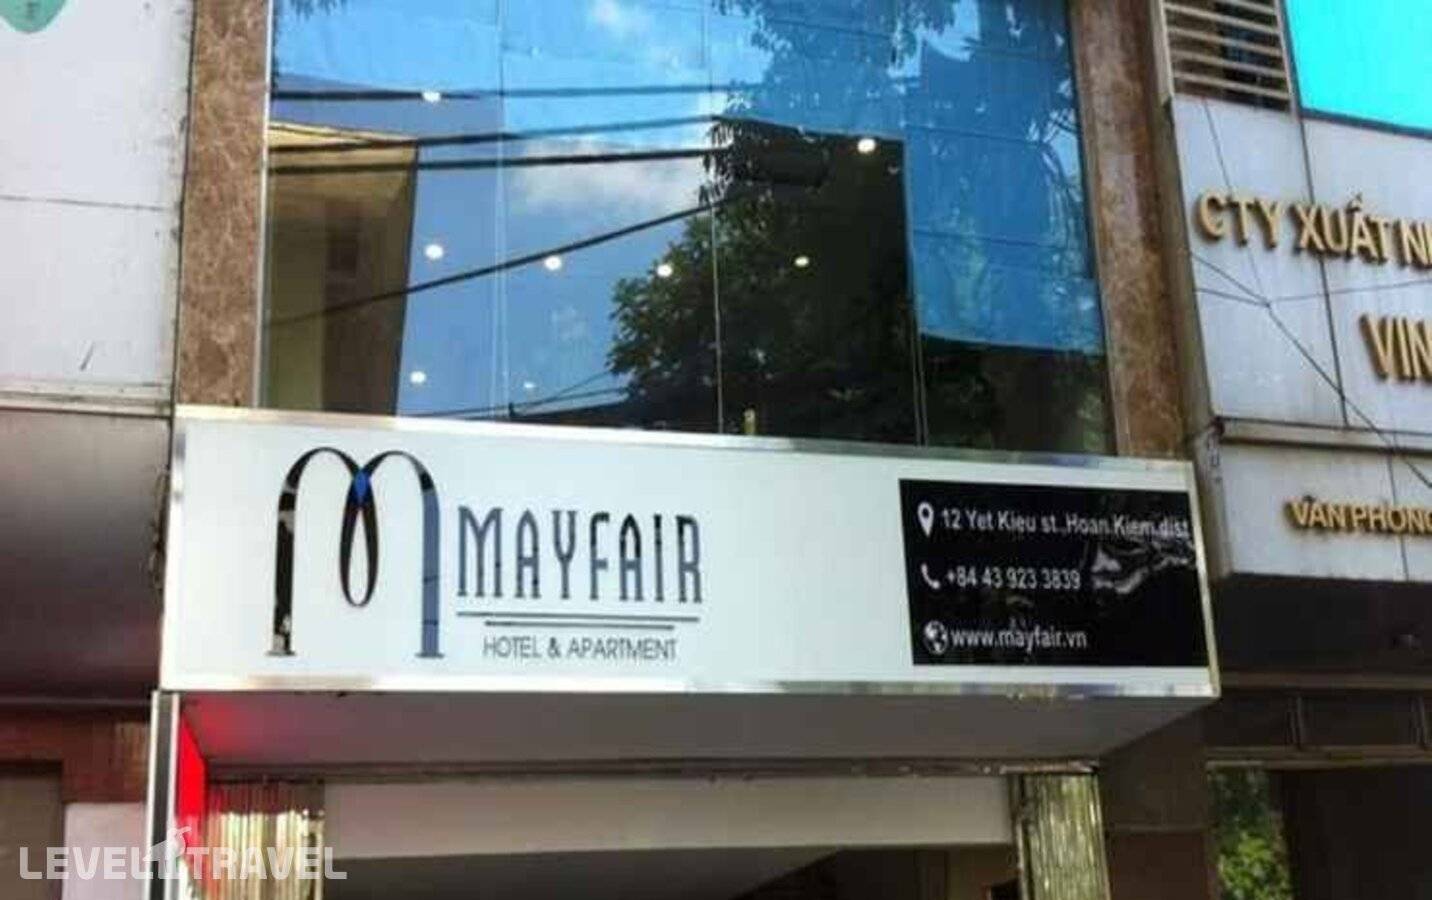 MAYFAIR
HOTEL & APARTMENT
12 Yet Kieu st., Hoan Kiem dist
+84 43 923 3839
www.mayfair.vn
CTY XUẤT
VIN
VĂN PHÒNG
LEVEL TRAVEL